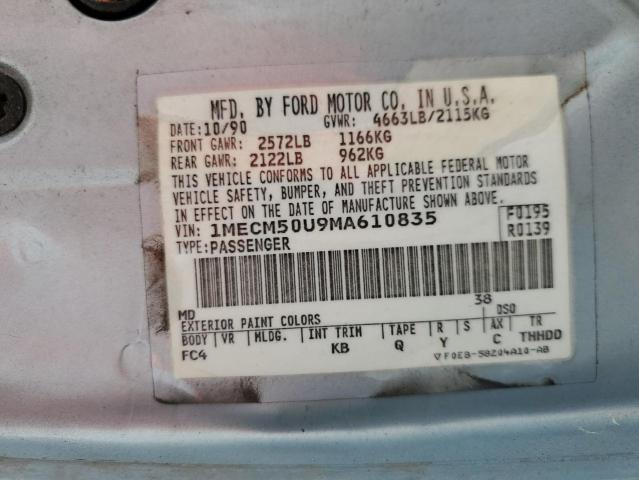 MFD. BY FORD MOTOR CO. IN U.S.A.
DATE: 10/90 GVWR: 4663LB/2115KG
FRONT GAWR: 2572LB 1166KG
REAR GAWR: 2122LB 962KG
THIS VEHICLE CONFORMS TO ALL APPLICABLE FEDERAL MOTOR
VEHICLE SAFETY, BUMPER, AND THEFT PREVENTION STANDARDS
IN EFFECT ON THE DATE OF MANUFACTURE SHOWN ABOVE.
VIN: 1MECM50U9MA610835 F0195
TYPE: PASSENGER R0139
MD 38
EXTERIOR PAINT COLORS DSO
BODY VR MLDG. INT TRIM TAPE R S AX TR
FC4 KB Q Y C THHDD
▽F0EB-58204A10-AB